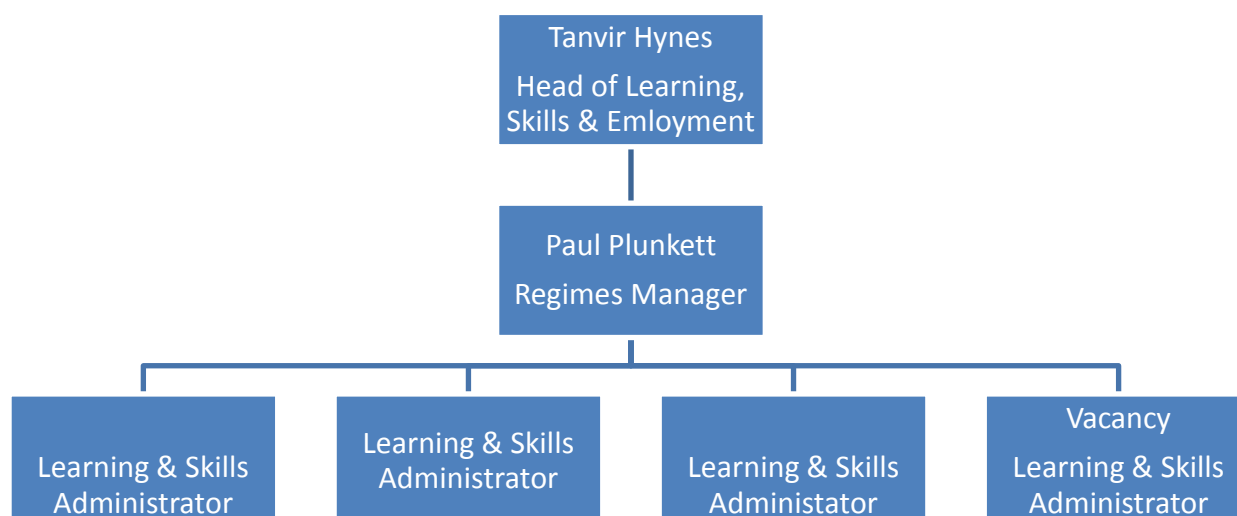 Tanvir Hynes
Head of Learning,
Skills & Emloyment
Paul Plunkett
Regimes Manager
Learning & Skills
Administrator
Learning & Skills
Administrator
Learning & Skills
Administator
Vacancy
Learning & Skills
Administrator